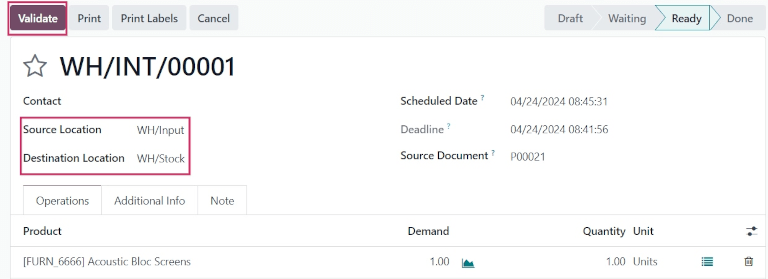 Validate Print Print Labels Cancel Draft Waiting Ready Done
WH/INT/00001
Contact Scheduled Date ? 04/24/2024 08:45:31
Source Location WH/Input Deadline ? 04/24/2024 08:41:56
Destination Location WH/Stock Source Document ? P00021
Operations Additional Info Note
Product Demand Quantity Unit
[FURN_6666] Acoustic Bloc Screens 1.00 1.00 Units